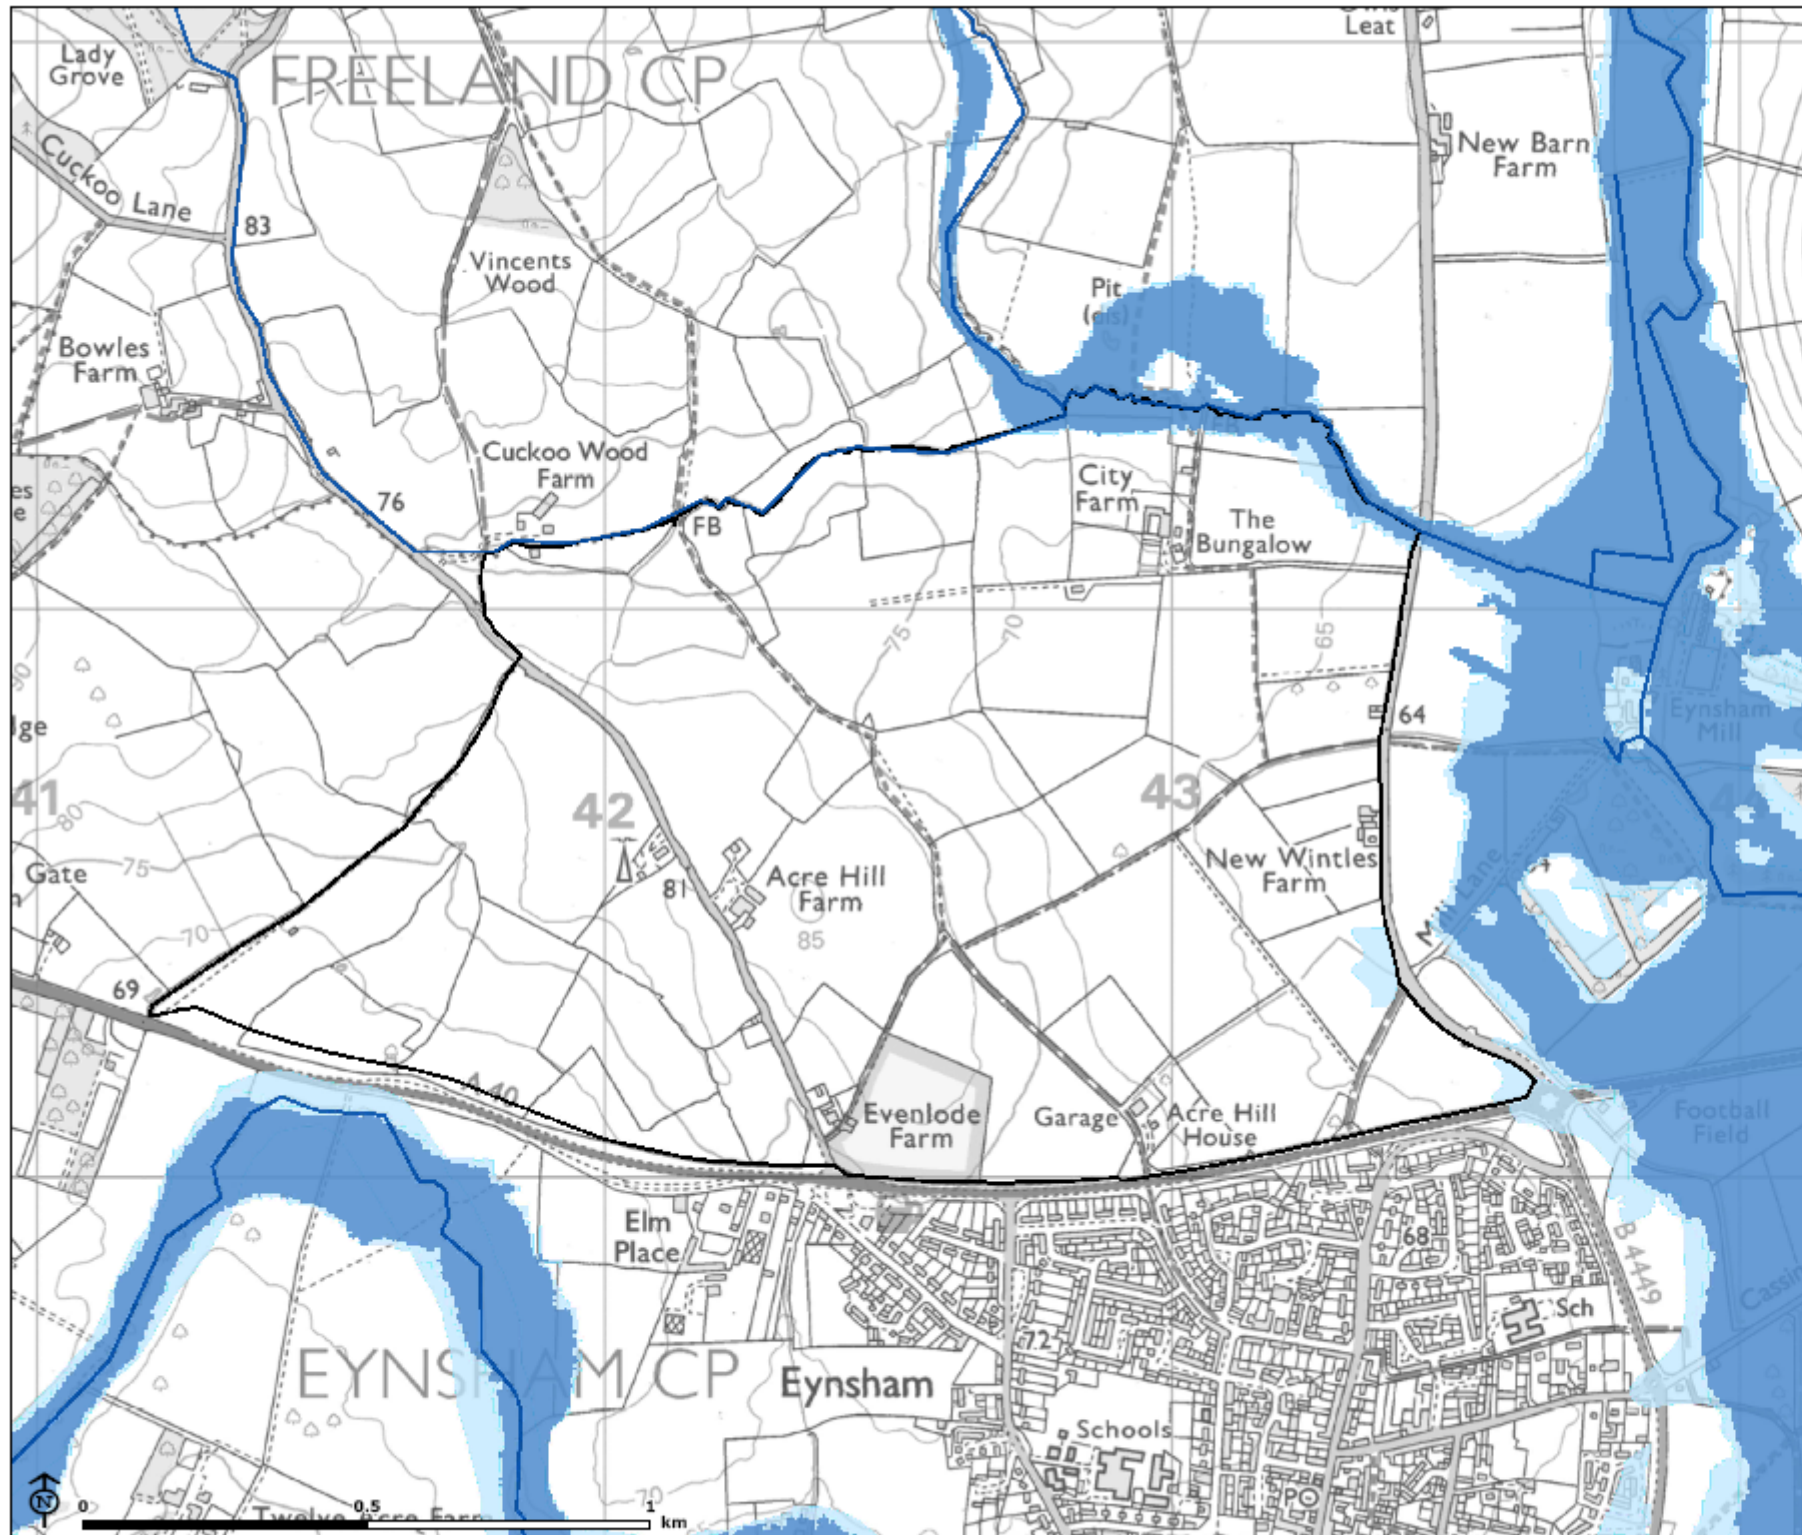 Leat
Lady
Grove
FREELAND CP
New Barn
Farm
Cuckoo Lane
83
Vincents
Wood
Pit
(dis)
Bowles
Farm
Cuckoo Wood
Farm
76
FB
FB
City
Farm
The
Bungalow
75
70
65
90
64
Eynsham
Mill
41
42
43
80
75
Gate
New Wintles
Farm
81
Acre Hill
Farm
85
Mill Lane
70
69
A 40
Evenlode
Farm
Garage
Acre Hill
House
Football
Field
Elm
Place
68
B 4449
Sch
72
EYNSHAM CP
Eynsham
Schools
70
PO
N
0
0.5
1
km
Twelve Acre Farm